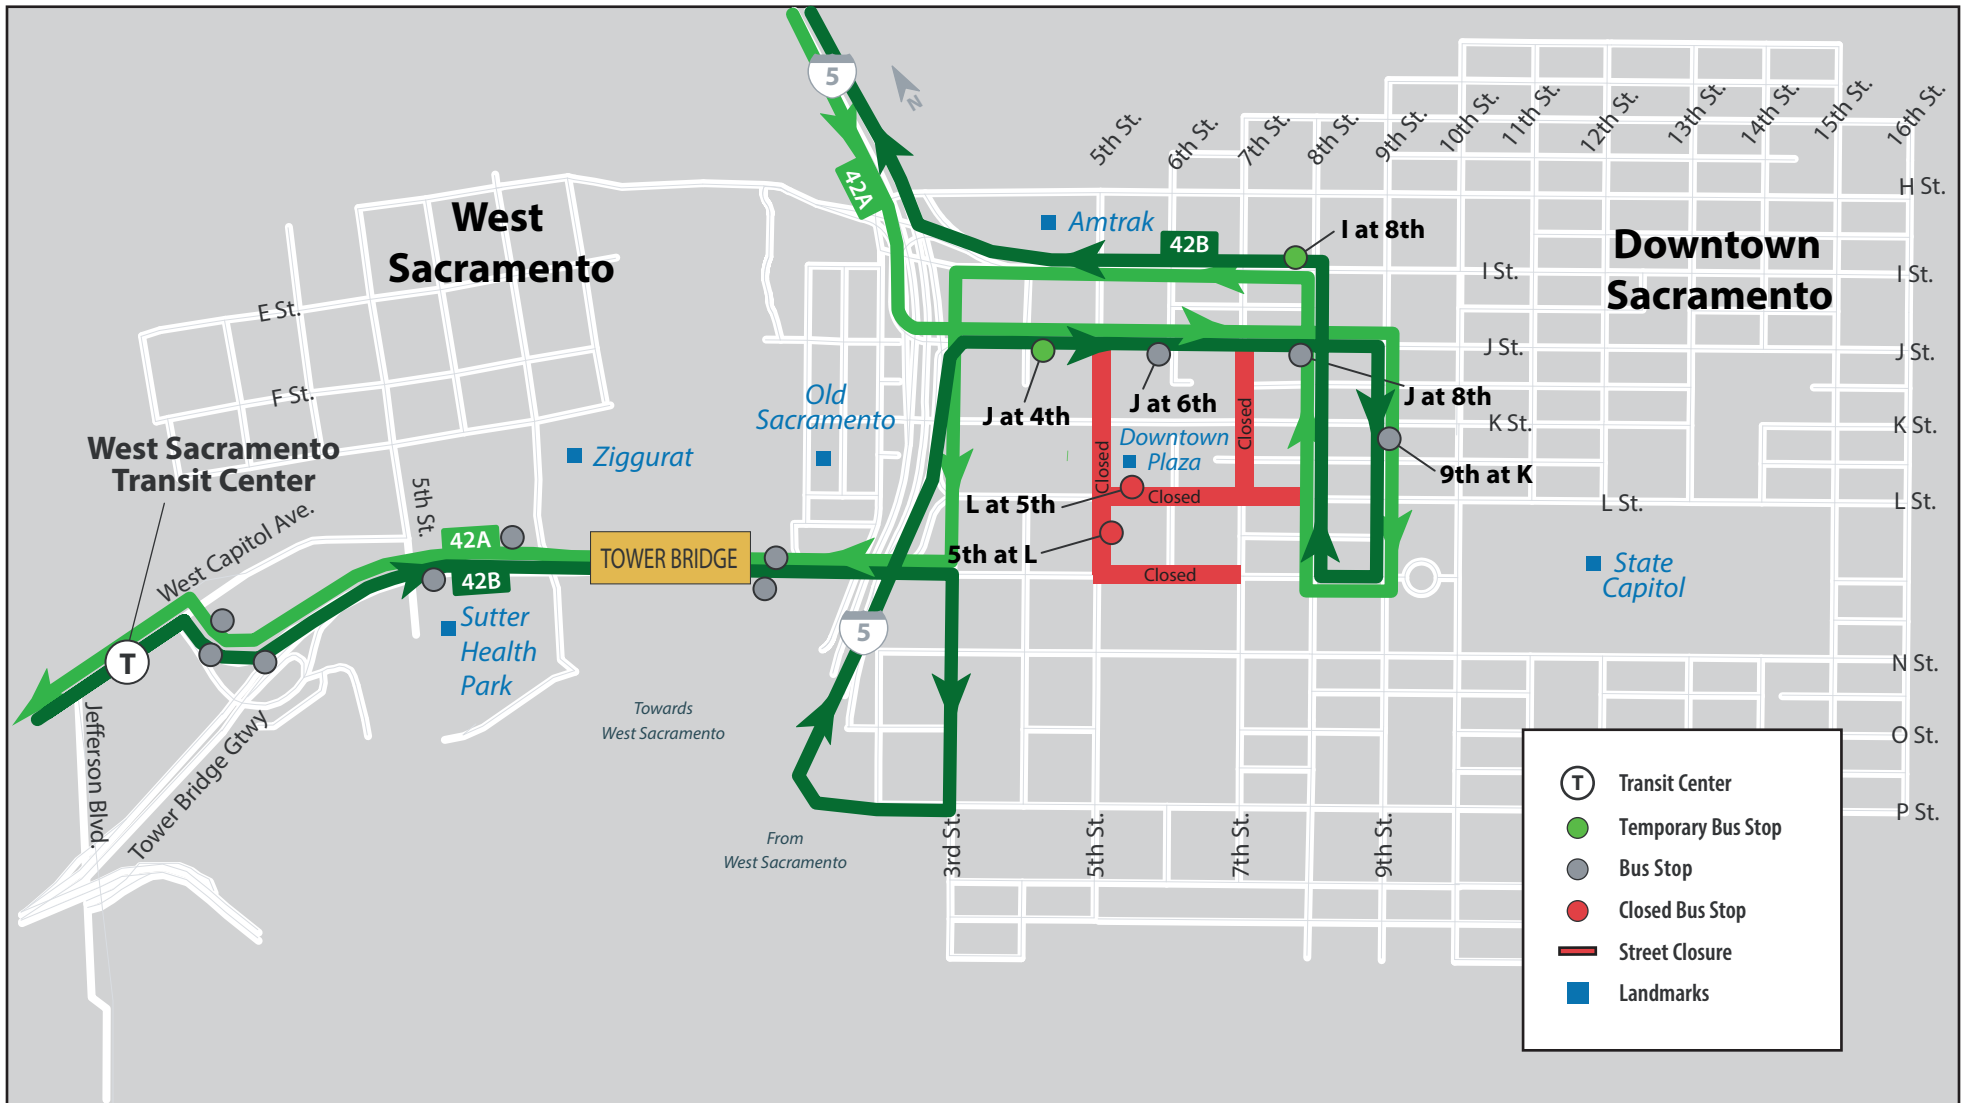 5
N
5th St.
6th St.
7th St.
8th St.
9th St.
10th St.
11th St.
12th St.
13th St.
14th St.
15th St.
16th St.
H St.
42A
West
Sacramento
Amtrak
42B
I at 8th
Downtown
Sacramento
I St.
I St.
E St.
J St.
J St.
F St.
Old
Sacramento
J at 4th
J at 6th
J at 8th
Closed
K St.
K St.
West Sacramento
Transit Center
Ziggurat
Downtown
Plaza
Closed
9th at K
5th St.
L at 5th
Closed
L St.
L St.
West Capitol Ave.
42A
TOWER BRIDGE
5th at L
Closed
State
Capitol
42B
Sutter
Health
Park
5
T
N St.
Jefferson Blvd.
Tower Bridge Gtwy
Towards
West Sacramento
O St.
From
West Sacramento
3rd St.
5th St.
7th St.
9th St.
P St.
T Transit Center
Temporary Bus Stop
Bus Stop
Closed Bus Stop
Street Closure
Landmarks